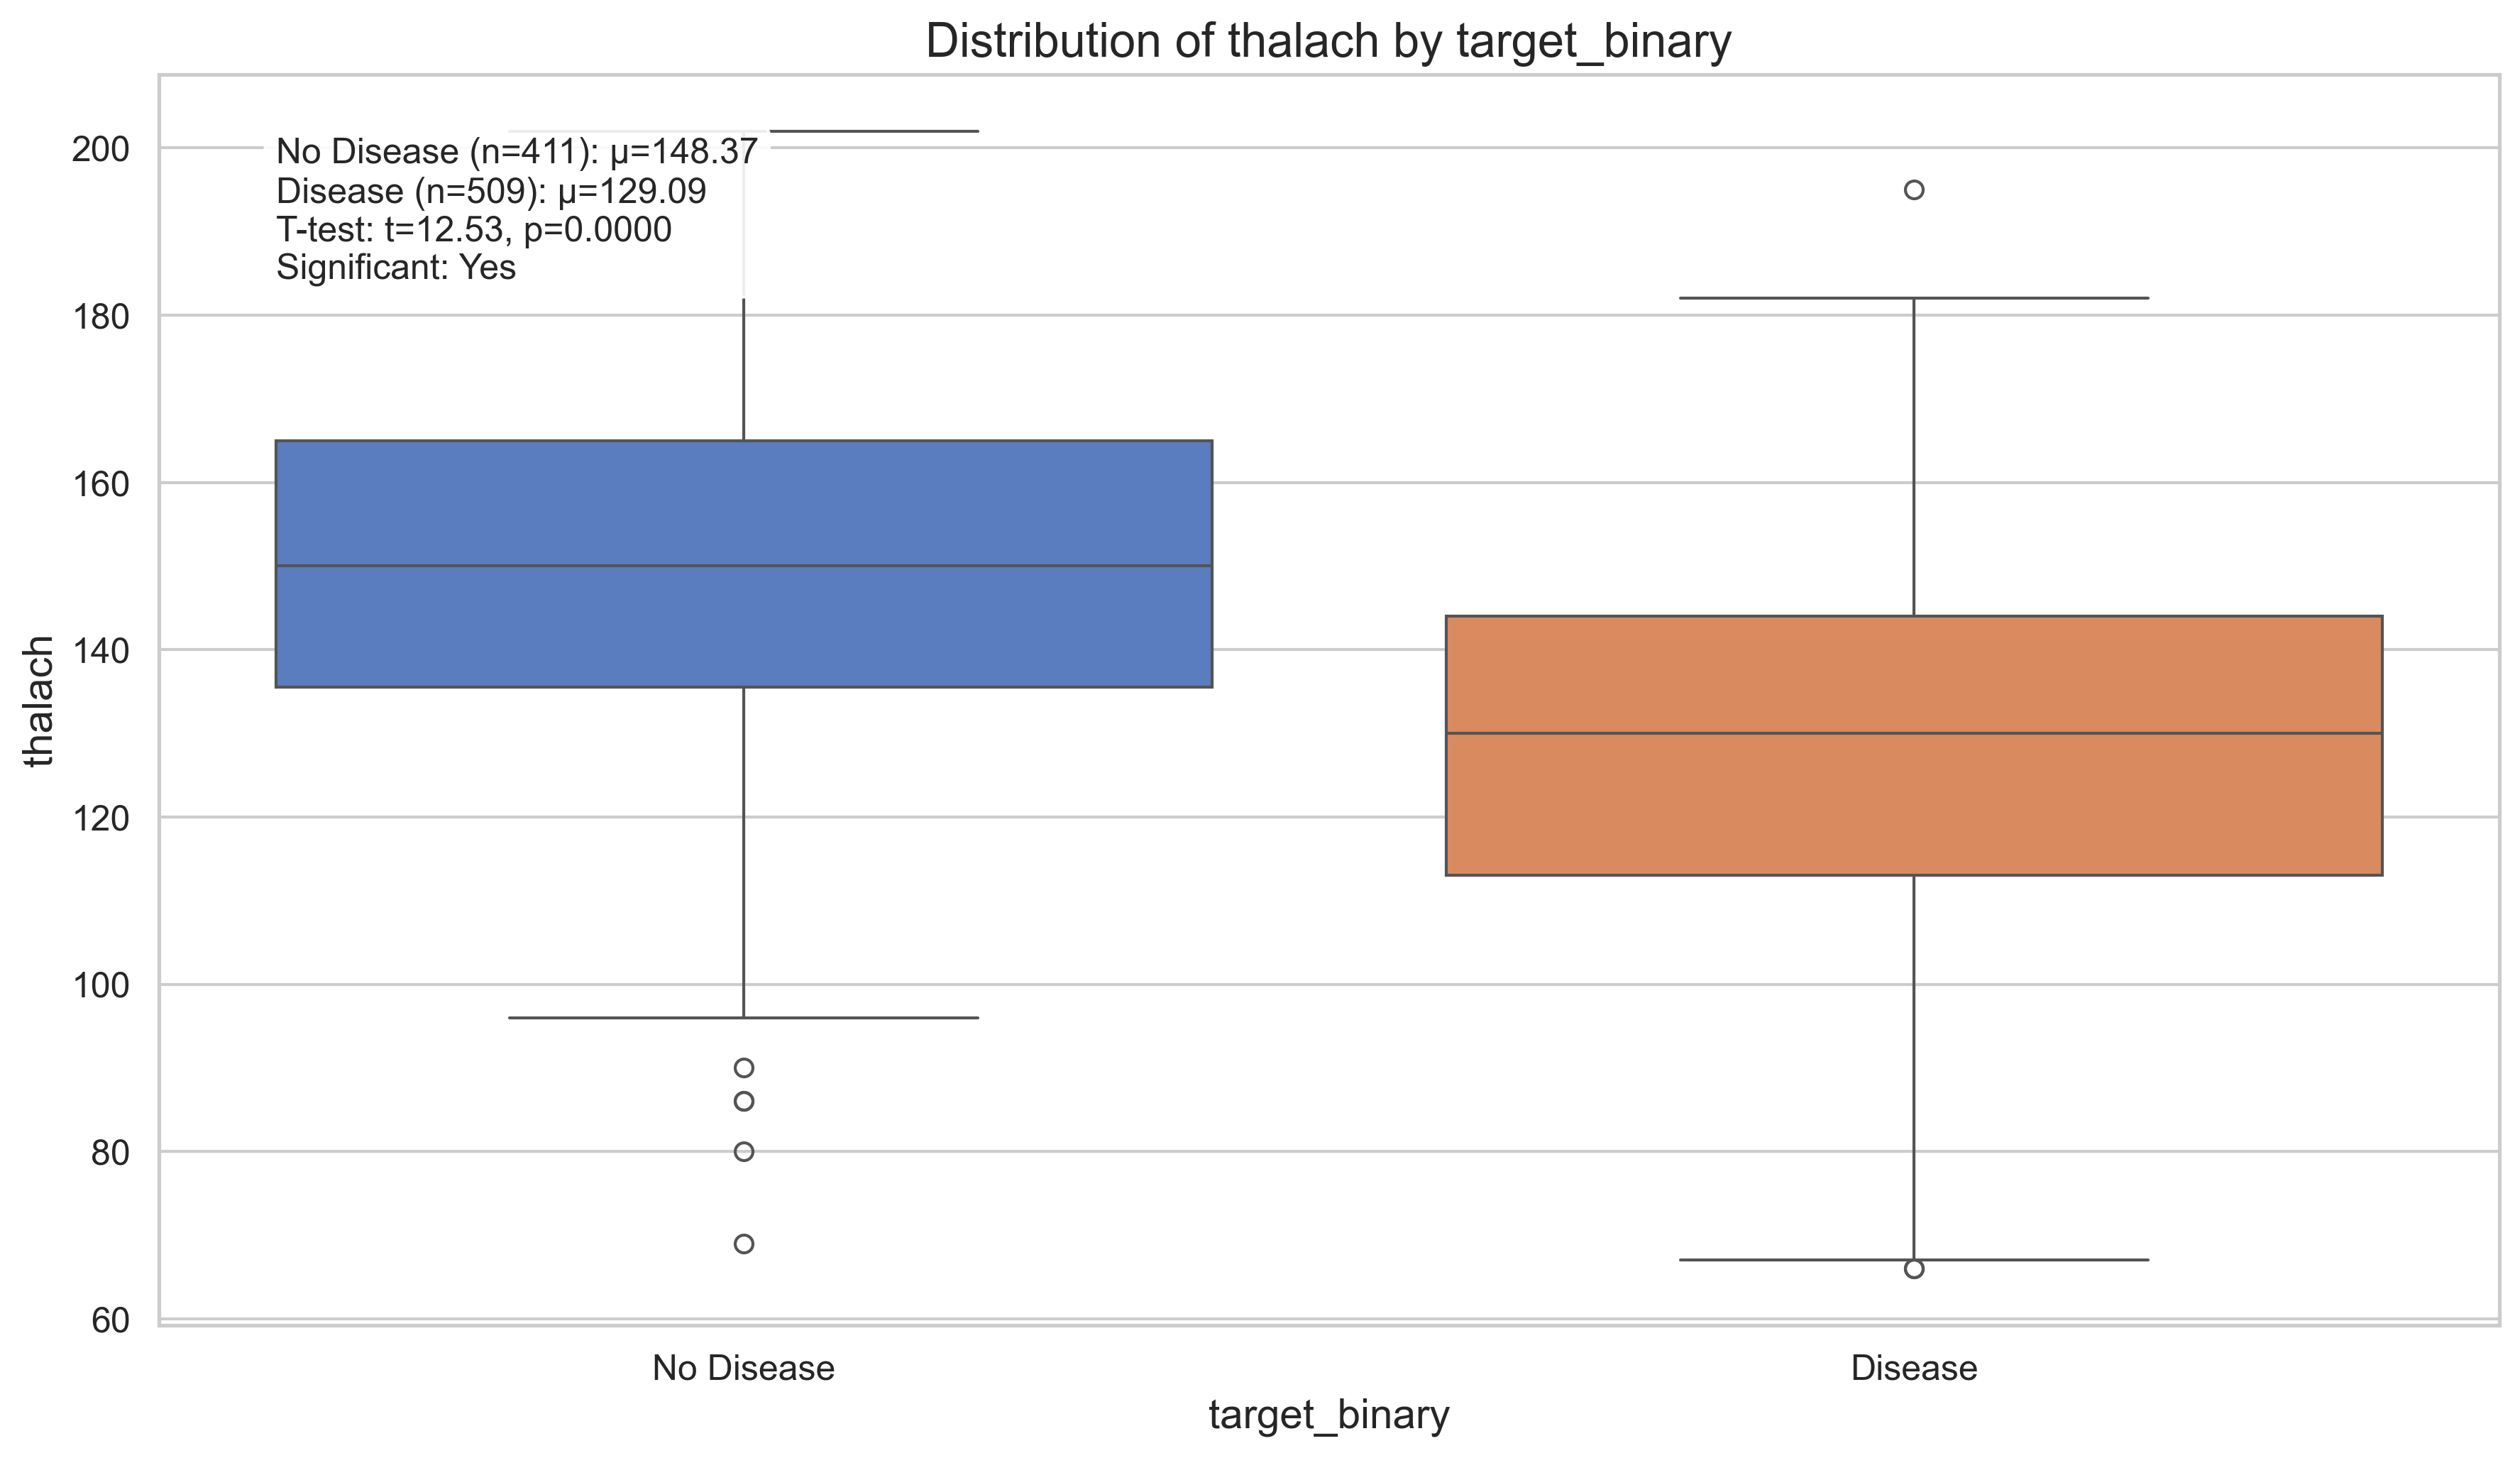 Distribution of thalach by target_binary
No Disease (n=411): μ=148.37
Disease (n=509): μ=129.09
T-test: t=12.53, p=0.0000
Significant: Yes
thalach
200
180
160
140
120
100
80
60
No Disease
Disease
target_binary